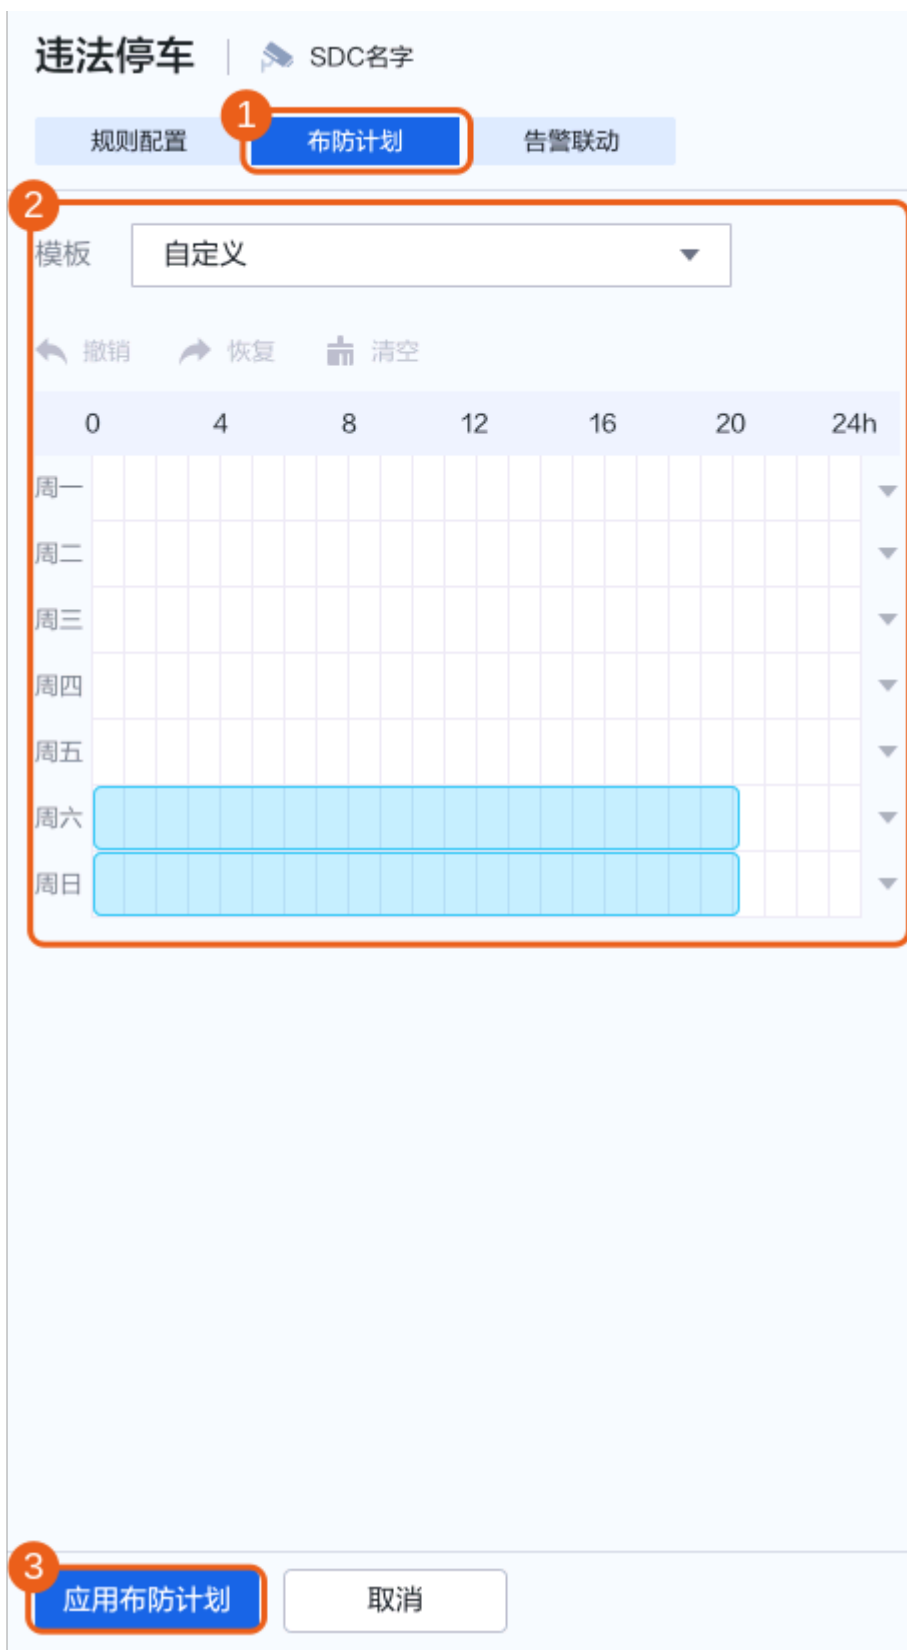 违法停车 SDC名字
1
规则配置 布防计划 告警联动
2
模板 自定义
撤销 恢复 清空
0 4 8 12 16 20 24h
周一
周二
周三
周四
周五
周六
周日
3
应用布防计划 取消